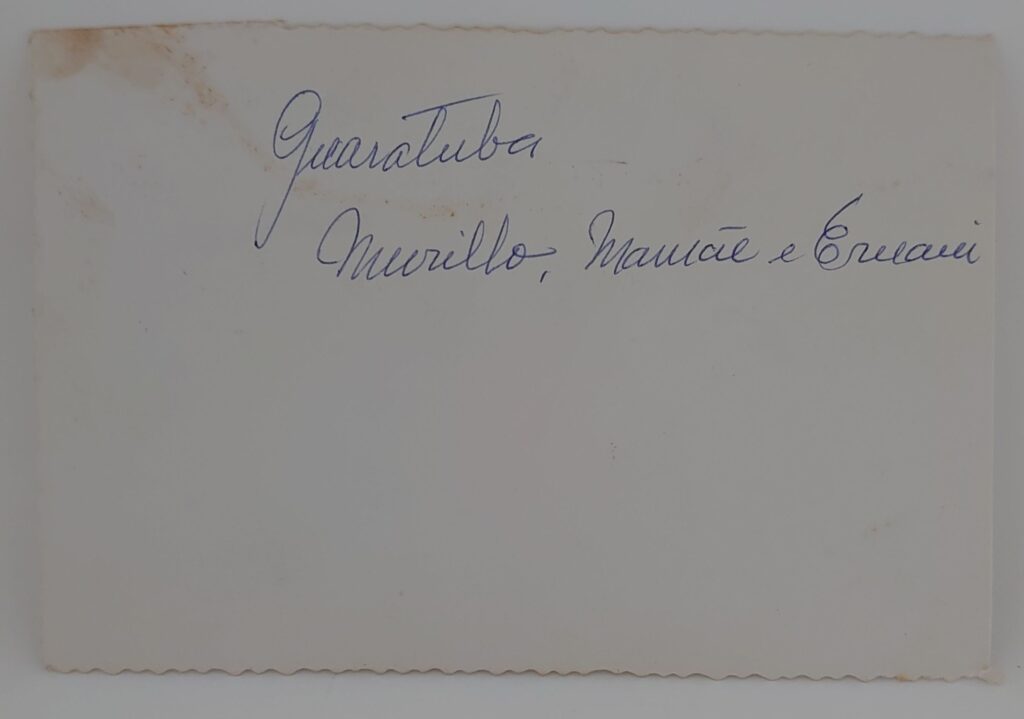 Guaratuba
Murillo, Mamãe e Ernani